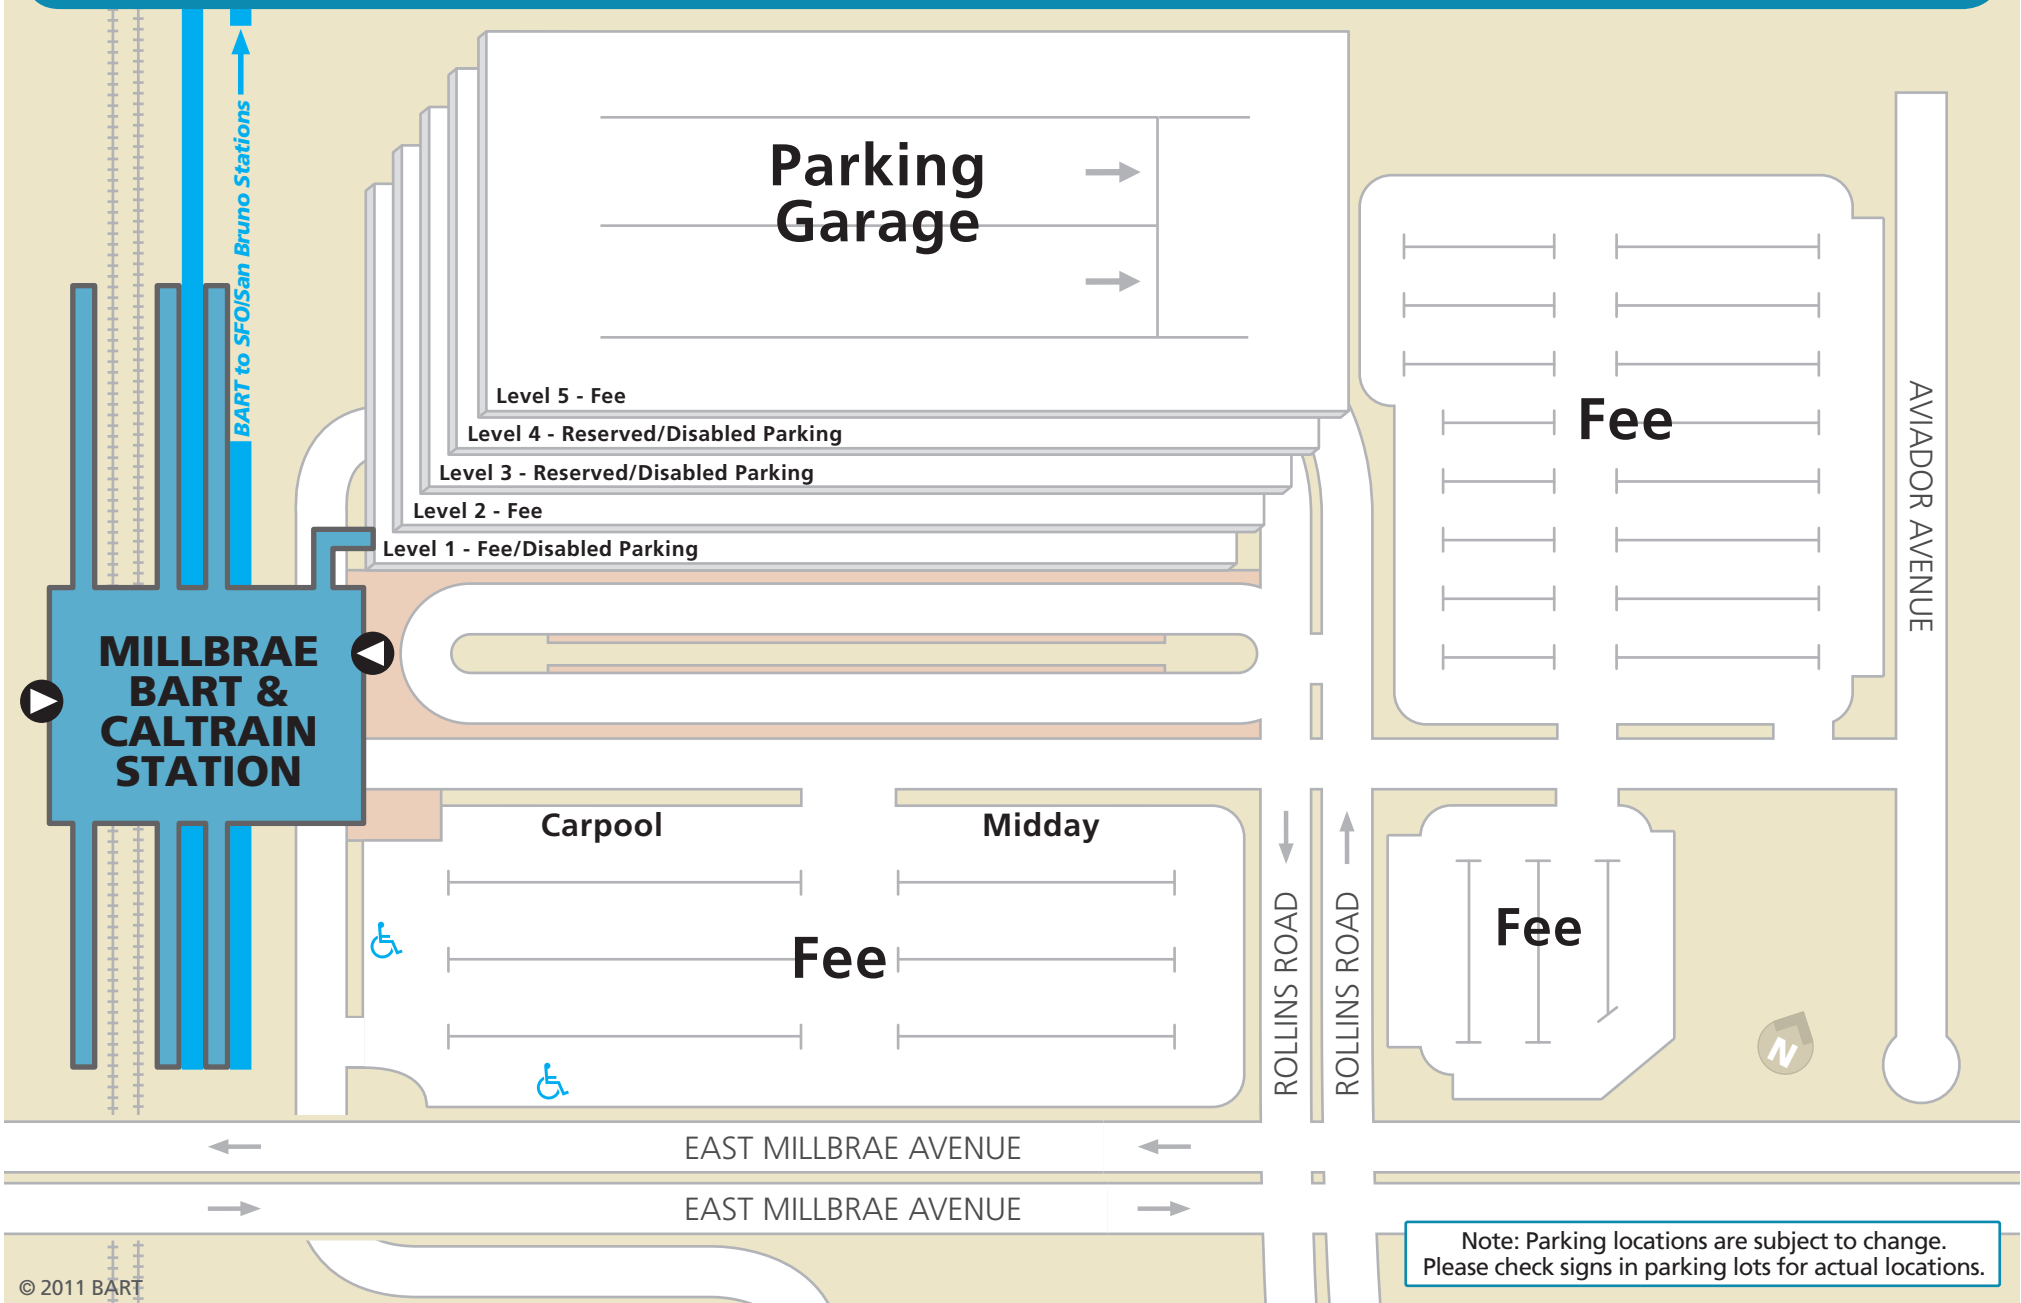 BART to SFO/San Bruno Stations
Parking
Garage
Level 5 - Fee
Level 4 - Reserved/Disabled Parking
Level 3 - Reserved/Disabled Parking
Level 2 - Fee
Level 1 - Fee/Disabled Parking
Fee
AVIADOR AVENUE
MILLBRAE
BART &
CALTRAIN
STATION
Carpool
Midday
Fee
ROLLINS ROAD
ROLLINS ROAD
Fee
N
EAST MILLBRAE AVENUE
EAST MILLBRAE AVENUE
Note: Parking locations are subject to change.
Please check signs in parking lots for actual locations.
© 2011 BART